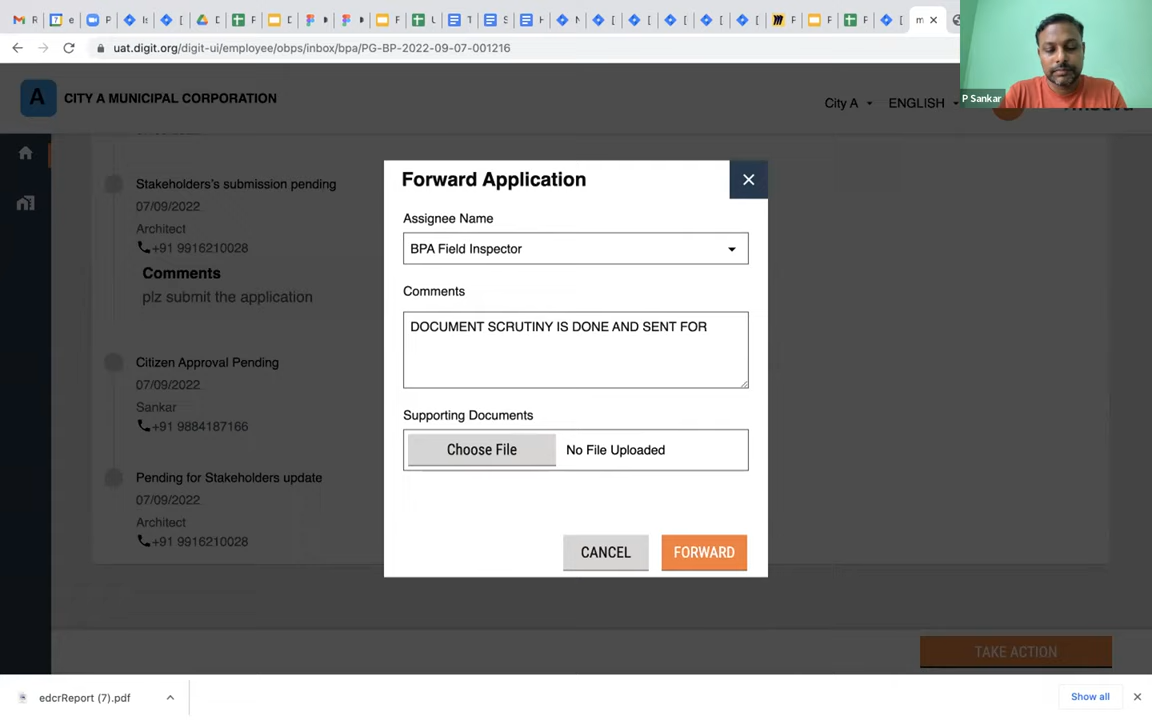 uat.digit.org/digit-ui/employee/obps/inbox/bpa/PG-BP-2022-09-07-001216
P Sankar
A CITY A MUNICIPAL CORPORATION
City A
ENGLISH
Forward Application
Assignee Name
BPA Field Inspector
Comments
DOCUMENT SCRUTINY IS DONE AND SENT FOR
Supporting Documents
Choose File
No File Uploaded
CANCEL
FORWARD
Stakeholders's submission pending
07/09/2022
Architect
+91 9916210028
Comments
plz submit the application
Citizen Approval Pending
07/09/2022
Sankar
+91 9884187166
Pending for Stakeholders update
07/09/2022
Architect
+91 9916210028
TAKE ACTION
edcrReport (7).pdf
Show all